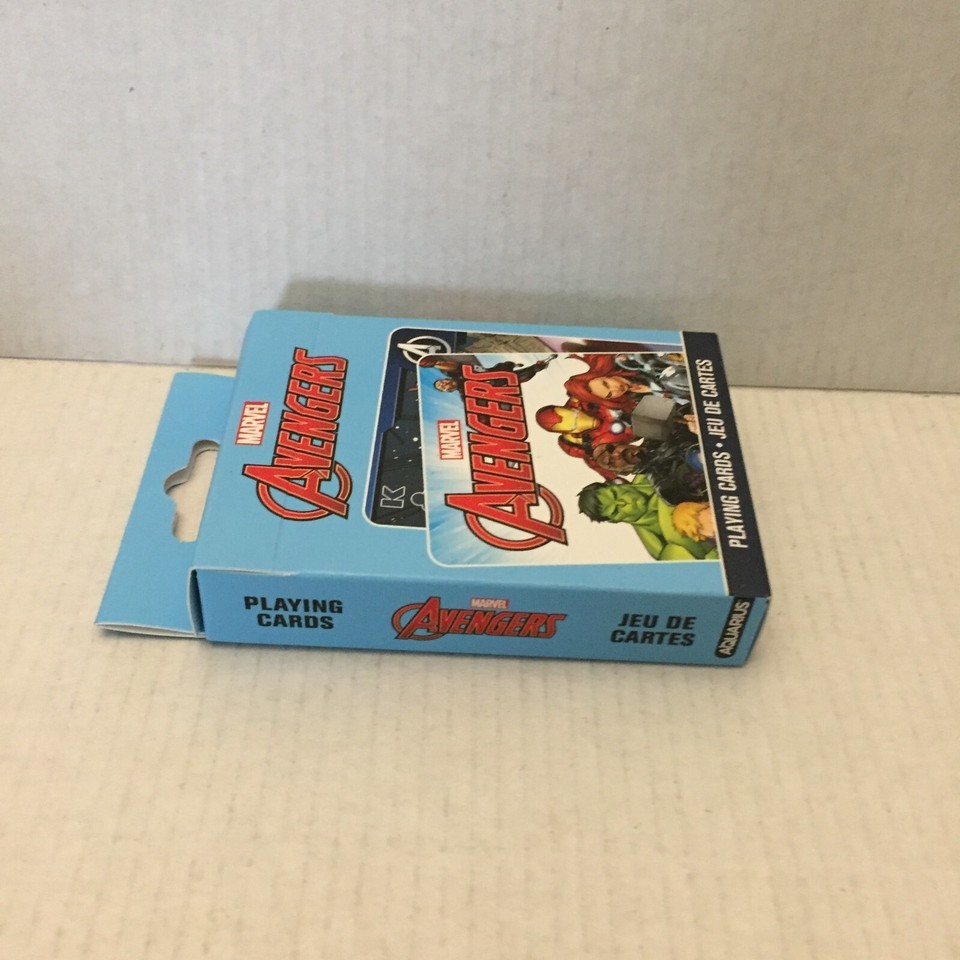 MARVEL
AVENGERS
K
MARVEL
AVENGERS
PLAYING CARDS • JEU DE CARTES
PLAYING
CARDS
MARVEL
AVENGERS
JEU DE
CARTES
AQUARIUS